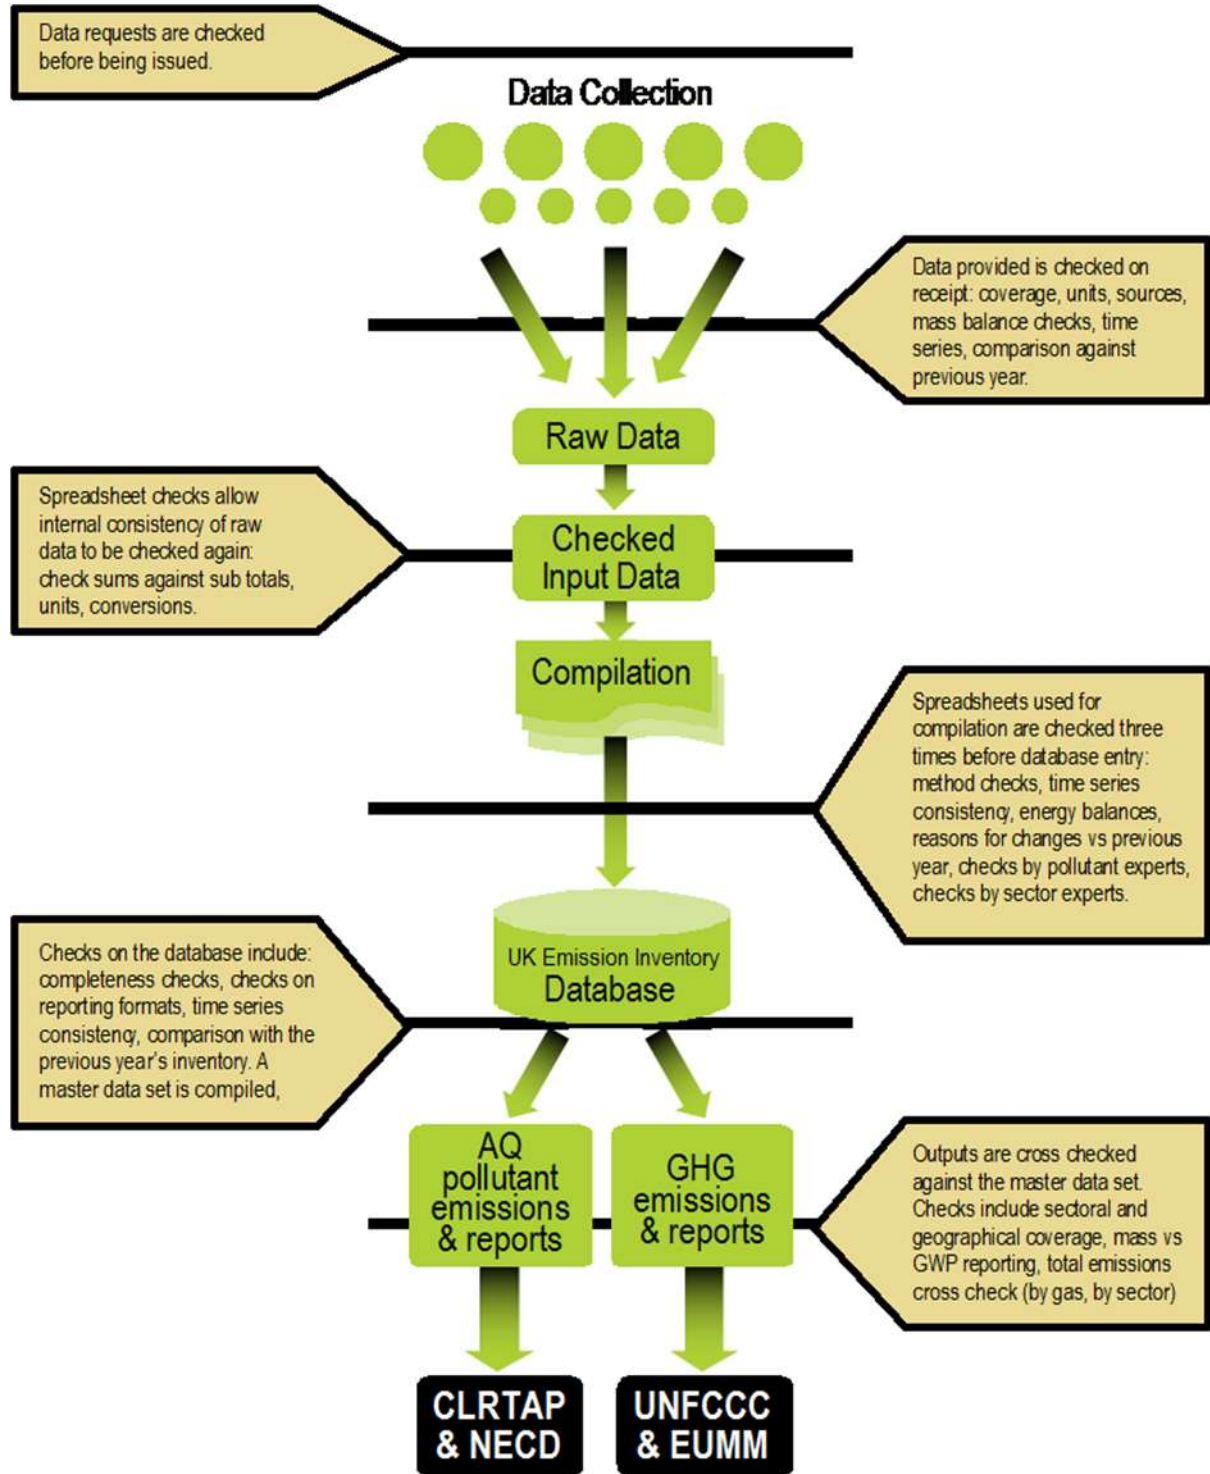 Data requests are checked
before being issued.
Data Collection
Data provided is checked on
receipt: coverage, units, sources,
mass balance checks, time
series, comparison against
previous year.
Raw Data
Spreadsheet checks allow
internal consistency of raw
data to be checked again:
check sums against sub totals,
units, conversions.
Checked
Input Data
Compilation
Spreadsheets used for
compilation are checked three
times before database entry:
method checks, time series
consistency, energy balances,
reasons for changes vs previous
year, checks by pollutant experts,
checks by sector experts.
UK Emission Inventory
Database
Checks on the database include:
completeness checks, checks on
reporting formats, time series
consistency, comparison with the
previous year's inventory. A
master data set is compiled,
AQ
pollutant
emissions
& reports
GHG
emissions
& reports
Outputs are cross checked
against the master data set.
Checks include sectoral and
geographical coverage, mass vs
GWP reporting, total emissions
cross check (by gas, by sector)
CLRTAP
& NECD
UNFCCC
& EUMM